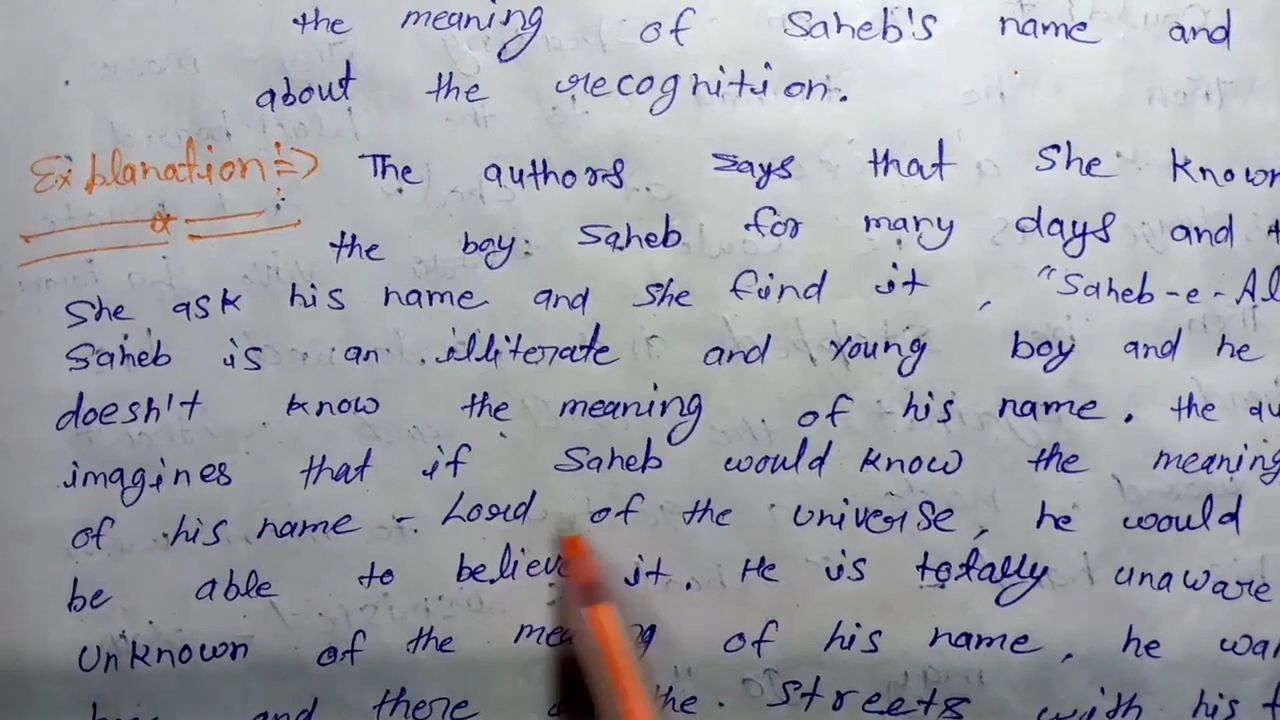 the meaning of Saheb's name and
about the recognition.
Explanation :=> The authors says that she known
the boy: Saheb for many days and
She ask his name and she find it , "Saheb-e-Al
Saheb is an illiterate and young boy and he
doesn't know the meaning of his name. the au
imagines that if Saheb would know the meaning
of his name - Lord of the universe, he would
be able to believe it. He is totally unaware
unknown of the of his name, he wan
and there the streets with his